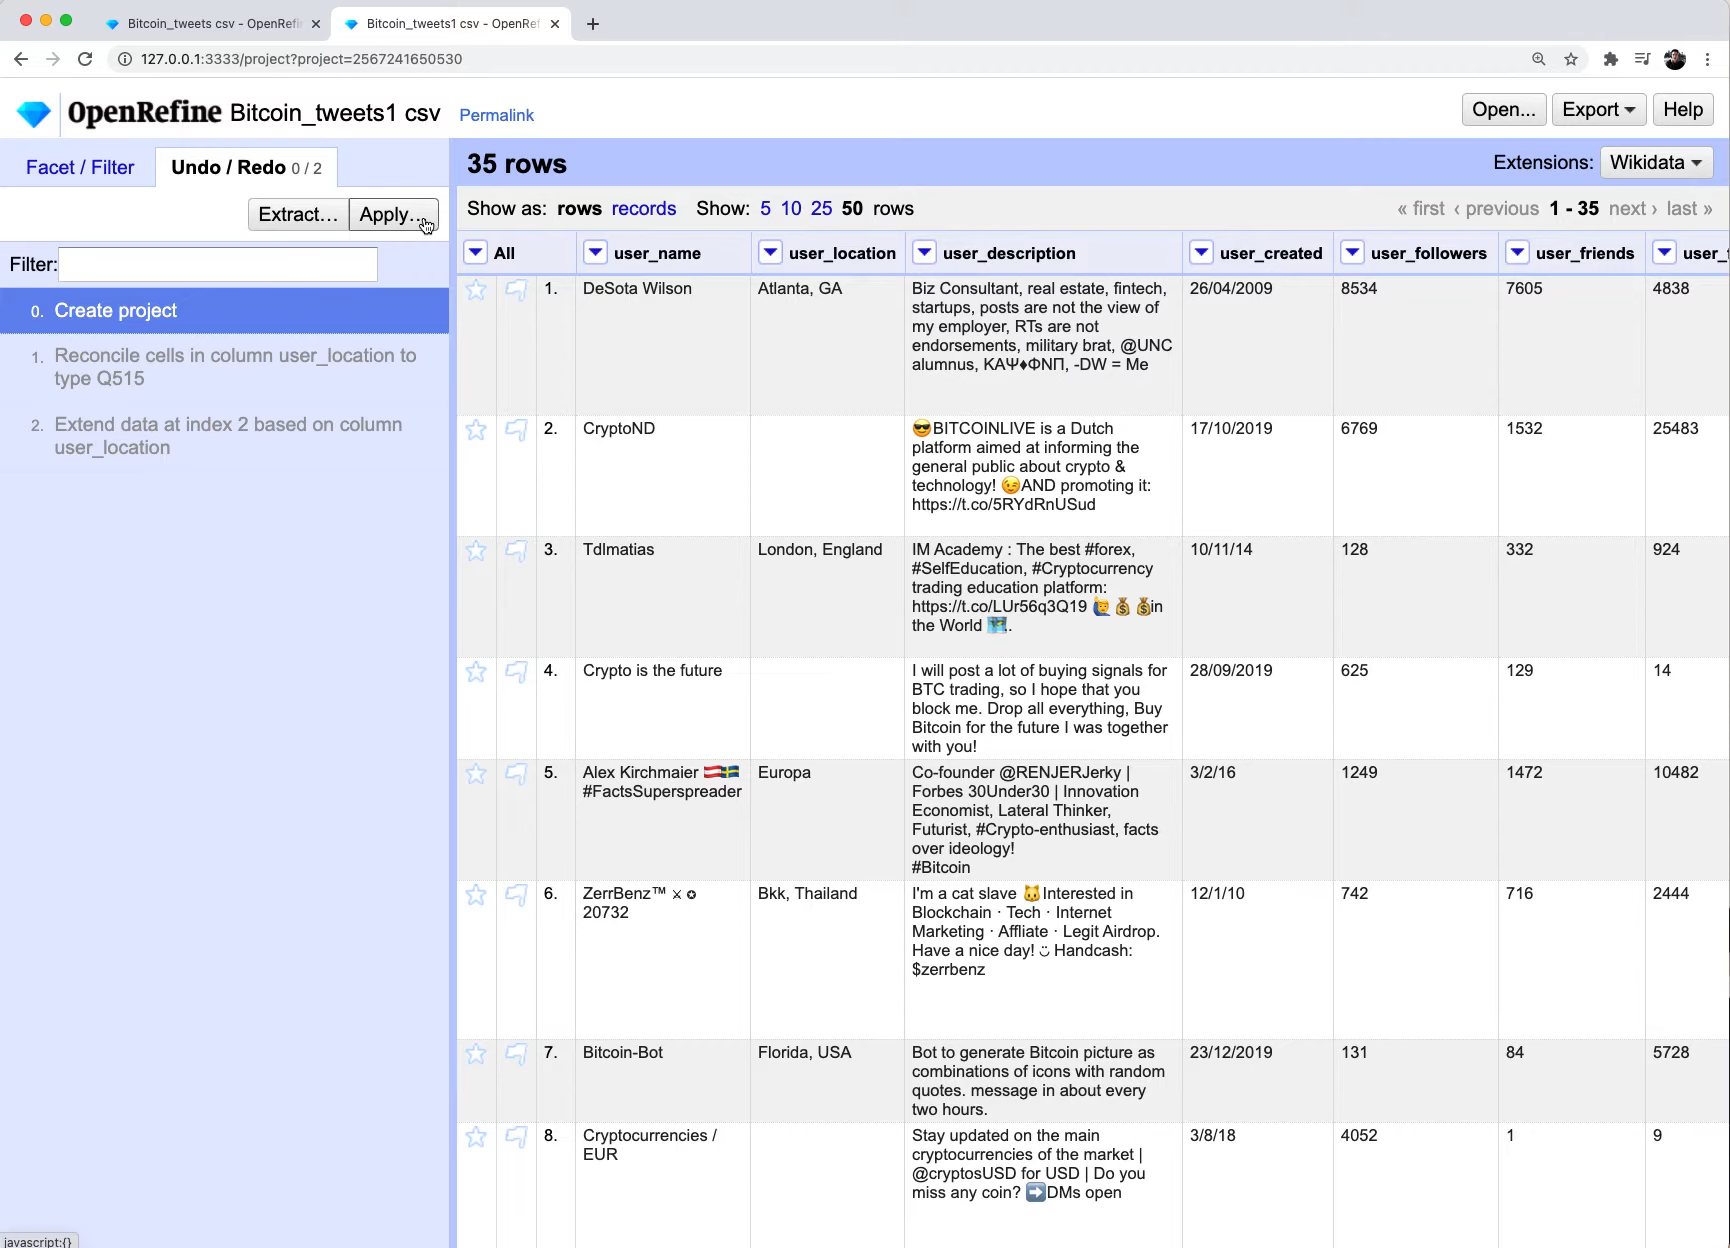 Bitcoin_tweets csv - OpenRefi
Bitcoin_tweets1 csv - OpenRef
127.0.0.1:3333/project?project=2567241650530
OpenRefine Bitcoin_tweets1 csv Permalink
Open... Export Help
Facet / Filter Undo / Redo 0 / 2
Extract... Apply...
Filter:
0. Create project
1. Reconcile cells in column user_location to
type Q515
2. Extend data at index 2 based on column
user_location
35 rows
Extensions: Wikidata
Show as: rows records Show: 5 10 25 50 rows
« first ‹ previous 1 - 35 next › last »
All user_name user_location user_description user_created user_followers user_friends user_
1. DeSota Wilson Atlanta, GA Biz Consultant, real estate, fintech, 26/04/2009 8534 7605 4838
startups, posts are not the view of
my employer, RTs are not
endorsements, military brat, @UNC
alumnus, ΚΑΨ♦ΦΝΠ, -DW = Me
2. CryptoND 😎BITCOINLIVE is a Dutch 17/10/2019 6769 1532 25483
platform aimed at informing the
general public about crypto &
technology! 😉AND promoting it:
https://t.co/5RYdRnUSud
3. Tdlmatias London, England IM Academy : The best #forex, 10/11/14 128 332 924
#SelfEducation, #Cryptocurrency
trading education platform:
https://t.co/LUr56q3Q19 🙋‍♂️💰 💰in
the World 🗺️.
4. Crypto is the future I will post a lot of buying signals for 28/09/2019 625 129 14
BTC trading, so I hope that you
block me. Drop all everything, Buy
Bitcoin for the future I was together
with you!
5. Alex Kirchmaier 🇦🇹🇸🇪 Europa Co-founder @RENJERJerky | 3/2/16 1249 1472 10482
#FactsSuperspreader Forbes 30Under30 | Innovation
Economist, Lateral Thinker,
Futurist, #Crypto-enthusiast, facts
over ideology!
#Bitcoin
6. ZerrBenz™ ⚔ ✪ Bkk, Thailand I'm a cat slave 🐱Interested in 12/1/10 742 716 2444
20732 Blockchain · Tech · Internet
Marketing · Affliate · Legit Airdrop.
Have a nice day! ت Handcash:
$zerrbenz
7. Bitcoin-Bot Florida, USA Bot to generate Bitcoin picture as 23/12/2019 131 84 5728
combinations of icons with random
quotes. message in about every
two hours.
8. Cryptocurrencies / Stay updated on the main 3/8/18 4052 1 9
EUR cryptocurrencies of the market |
@cryptosUSD for USD | Do you
miss any coin? ➡️DMs open
javascript:{}